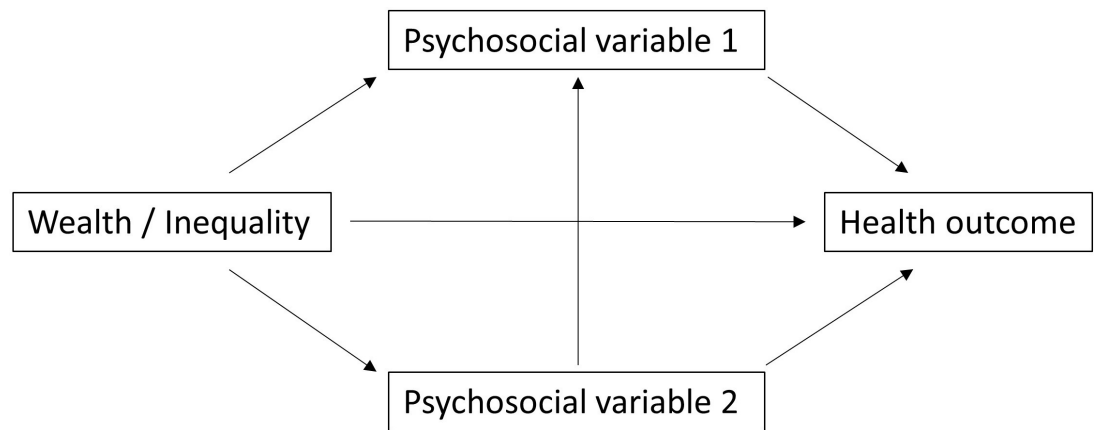 Psychosocial variable 1
Wealth / Inequality
Health outcome
Psychosocial variable 2